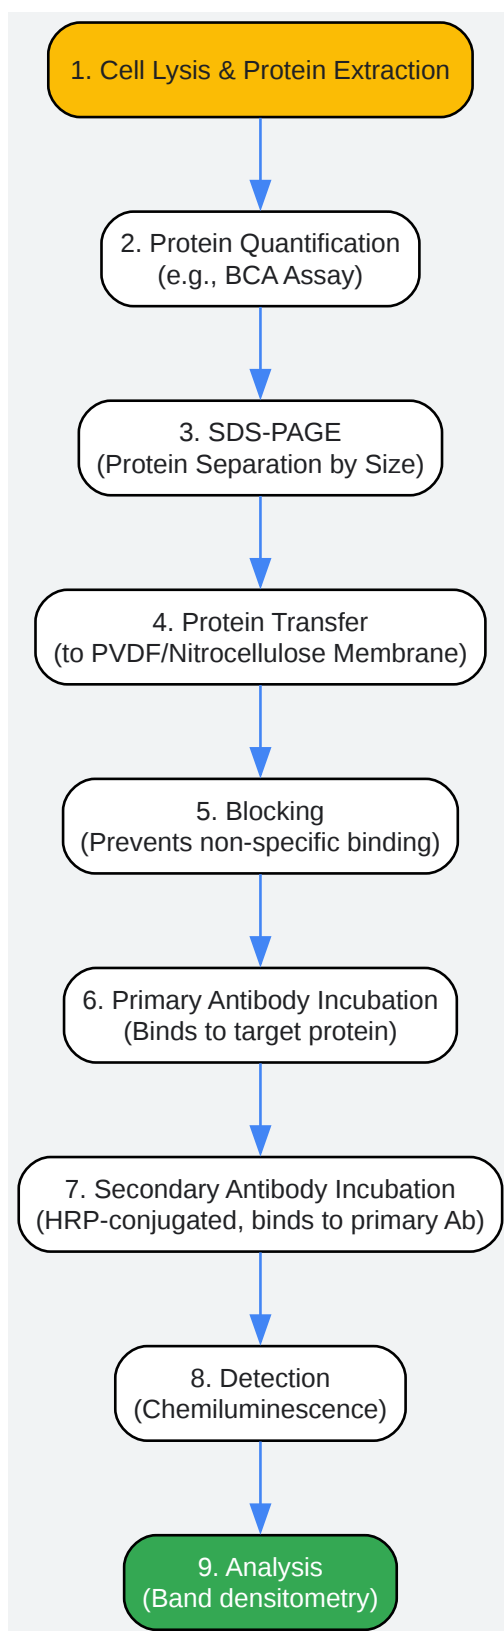 1. Cell Lysis & Protein Extraction
2. Protein Quantification
(e.g., BCA Assay)
3. SDS-PAGE
(Protein Separation by Size)
4. Protein Transfer
(to PVDF/Nitrocellulose Membrane)
5. Blocking
(Prevents non-specific binding)
6. Primary Antibody Incubation
(Binds to target protein)
7. Secondary Antibody Incubation
(HRP-conjugated, binds to primary Ab)
8. Detection
(Chemiluminescence)
9. Analysis
(Band densitometry)